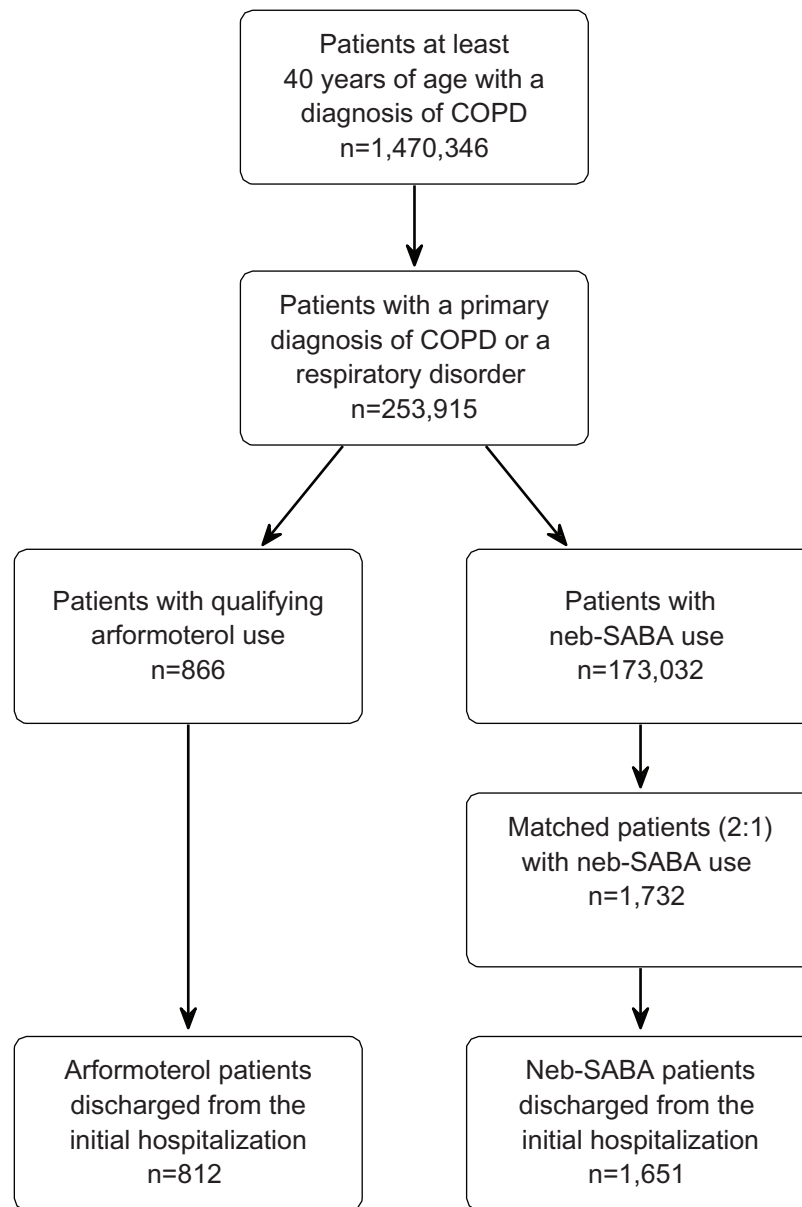 Patients at least
40 years of age with a
diagnosis of COPD
n=1,470,346
Patients with a primary
diagnosis of COPD or a
respiratory disorder
n=253,915
Patients with qualifying
arformoterol use
n=866
Patients with
neb-SABA use
n=173,032
Matched patients (2:1)
with neb-SABA use
n=1,732
Arformoterol patients
discharged from the
initial hospitalization
n=812
Neb-SABA patients
discharged from the
initial hospitalization
n=1,651